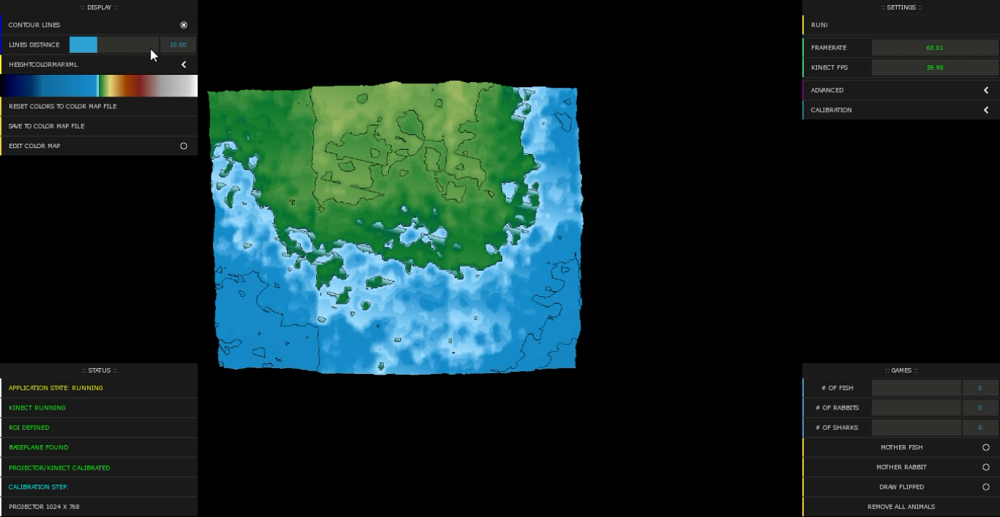 :: DISPLAY ::
CONTOUR LINES
LINES DISTANCE 10.00
HEIGHTCOLORMAP.XML
RESET COLORS TO COLOR MAP FILE
SAVE TO COLOR MAP FILE
EDIT COLOR MAP
:: STATUS ::
APPLICATION STATE: RUNNING
KINECT RUNNING
ROI DEFINED
BASEPLANE FOUND
PROJECTOR/KINECT CALIBRATED
CALIBRATION STEP:
PROJECTOR 1024 X 768
:: SETTINGS ::
RUN!
FRAMERATE 60.01
KINECT FPS 59.98
ADVANCED
CALIBRATION
:: GAMES ::
# OF FISH 0
# OF RABBITS 0
# OF SHARKS 0
MOTHER FISH
MOTHER RABBIT
DRAW FLIPPED
REMOVE ALL ANIMALS